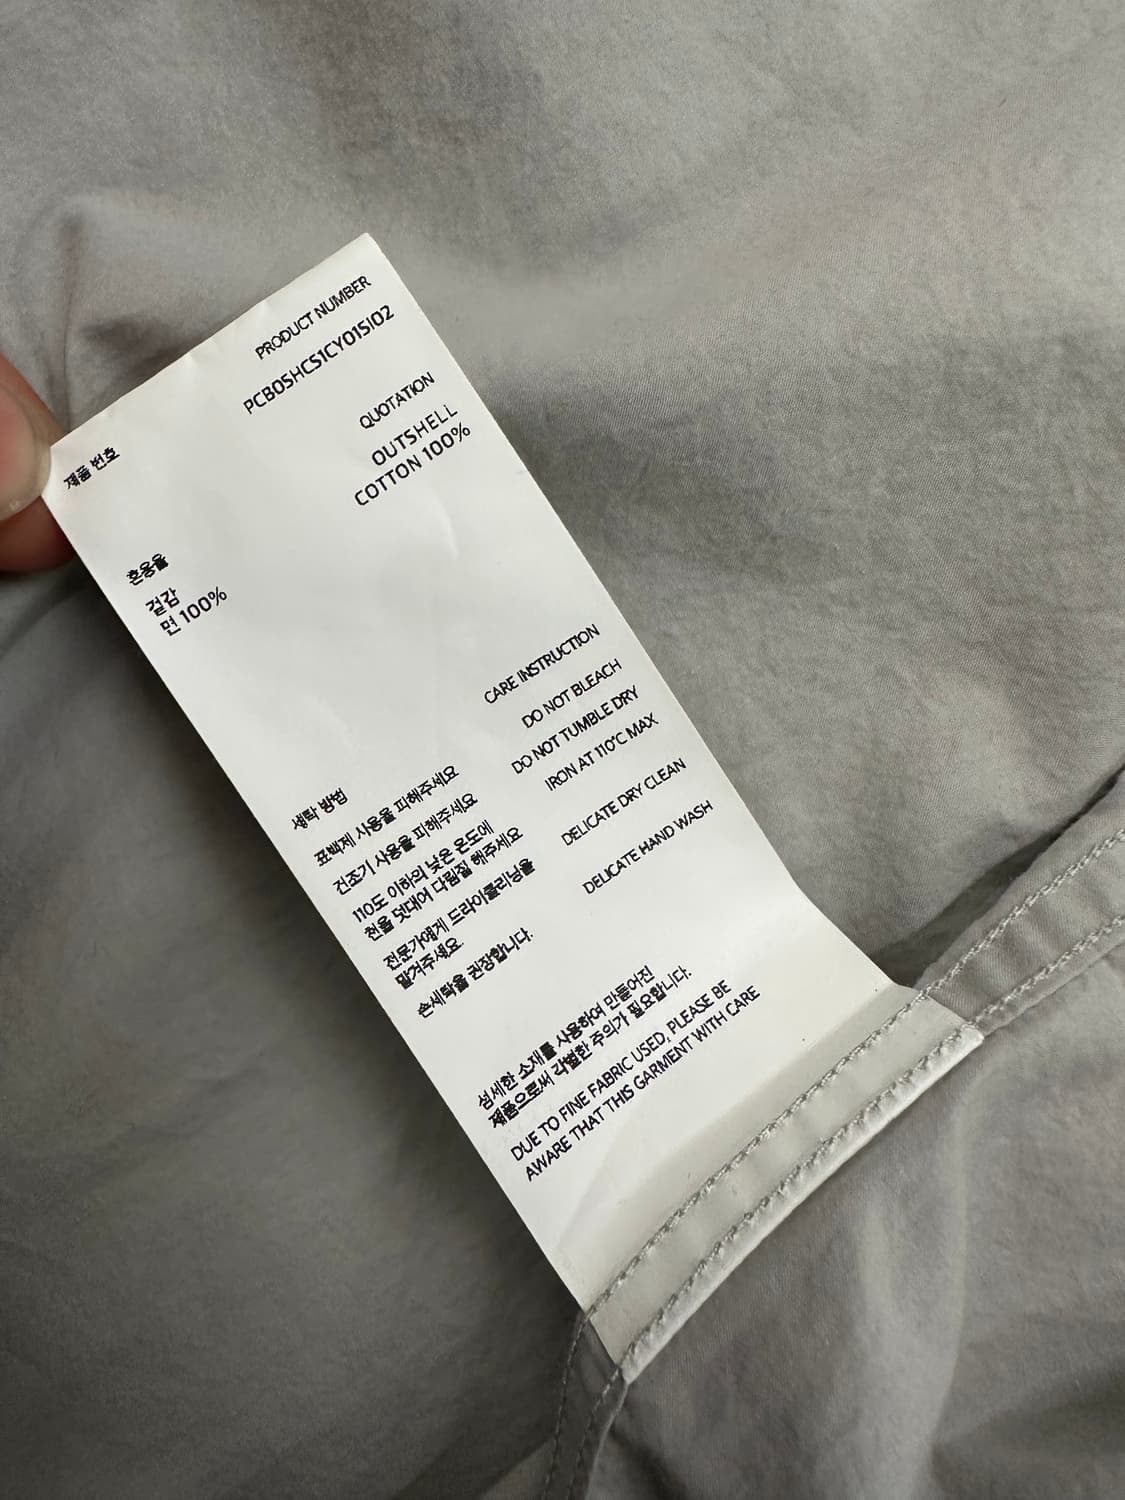 제품 번호
PRODUCT NUMBER
PCB05HCS1CY015I02
혼용율
QUOTATION
겉감
OUTSHELL
면 100%
COTTON 100%
세탁 방법
CARE INSTRUCTION
표백제 사용을 피해주세요
DO NOT BLEACH
건조기 사용을 피해주세요
DO NOT TUMBLE DRY
110도 이하의 낮은 온도에
천을 덧대어 다림질 해주세요
IRON AT 110°C MAX
전문가에게 드라이클리닝을
맡겨주세요.
DELICATE DRY CLEAN
손세탁을 권장합니다.
DELICATE HAND WASH
섬세한 소재를 사용하여 만들어진
제품으로써 각별한 주의가 필요합니다.
DUE TO FINE FABRIC USED, PLEASE BE
AWARE THAT THIS GARMENT WITH CARE